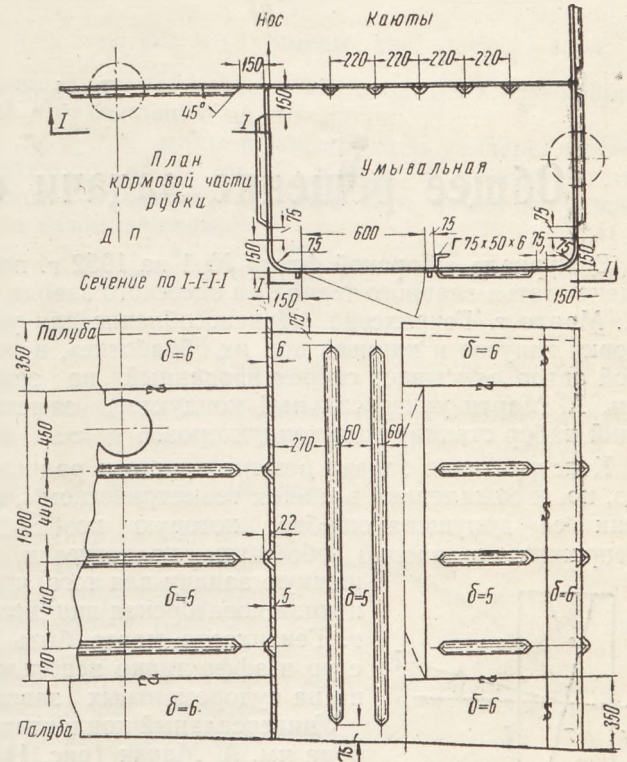 Нос
Каюты
220 220 220 220
150
150
45°
I
I
План
кормовой части
рубки
Умывальная
Д П
75
600
75
Г 75×50×6
150
75
75
75
150
Сечение по I-I-I-I
I
I
150
150
Палуба
δ=6
6
75
δ=6
350
450
270
60
60
1500
440
22
440
δ=5
5
δ=5
δ=5
δ=6
170
δ=6
δ=6
350
Палуба
75